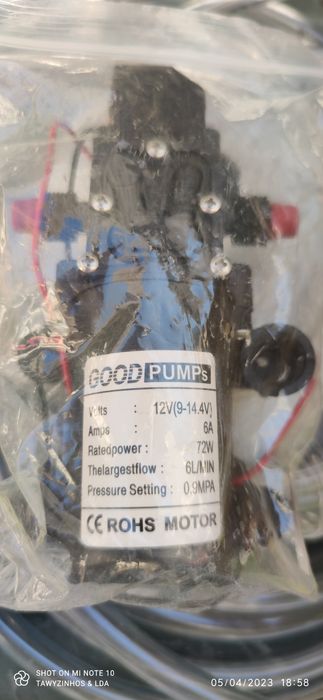 GOOD PUMPs
Volts : 12V(9-14.4V)
Amps : 6A
Ratedpower : 72W
Thelargestflow : 6L/MIN
Pressure Setting : 0.9MPA
CE ROHS MOTOR
SHOT ON MI NOTE 10
TAWYZINHOS & LDA
05/04/2023 18:58